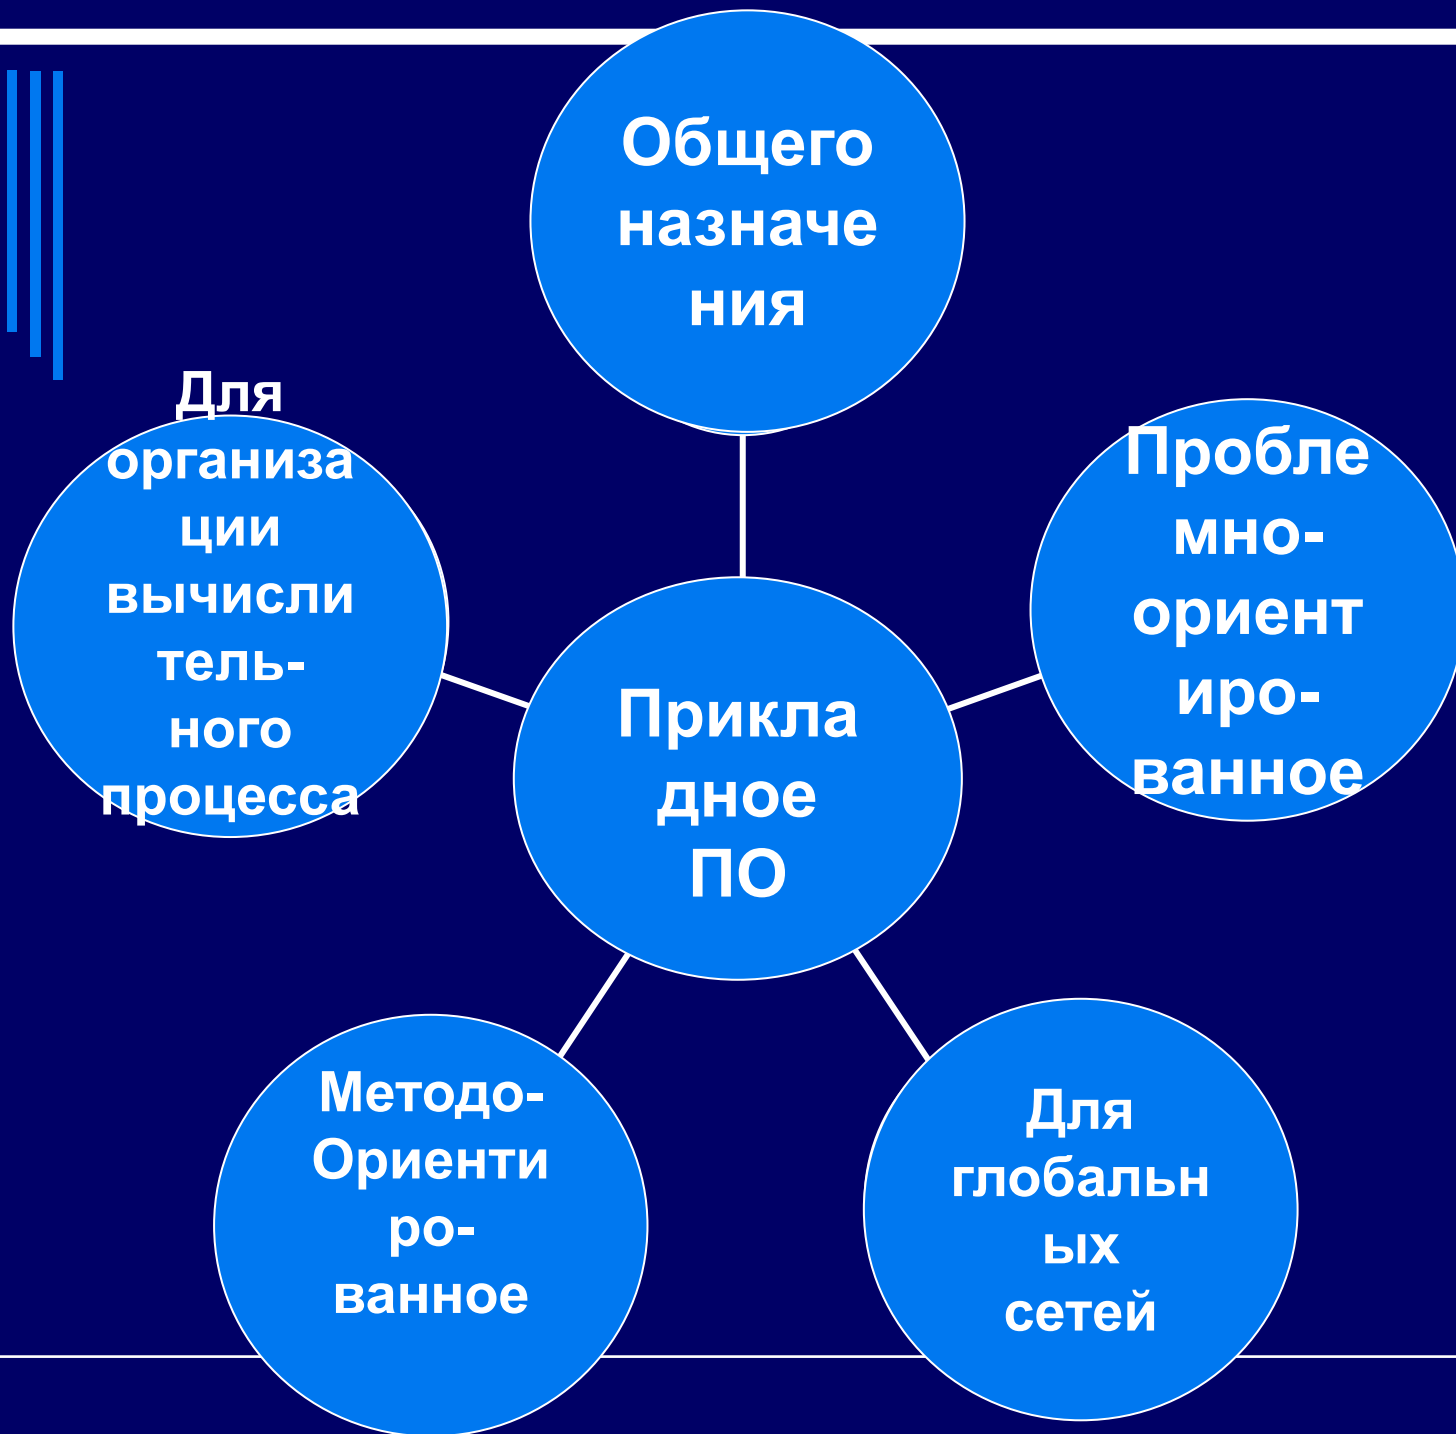 Общего
назначе
ния
Для
организа
ции
вычисли
тель-
ного
процесса
Пробле
мно-
ориент
иро-
ванное
Прикла
дное
ПО
Методо-
Ориенти
ро-
ванное
Для
глобальн
ых
сетей